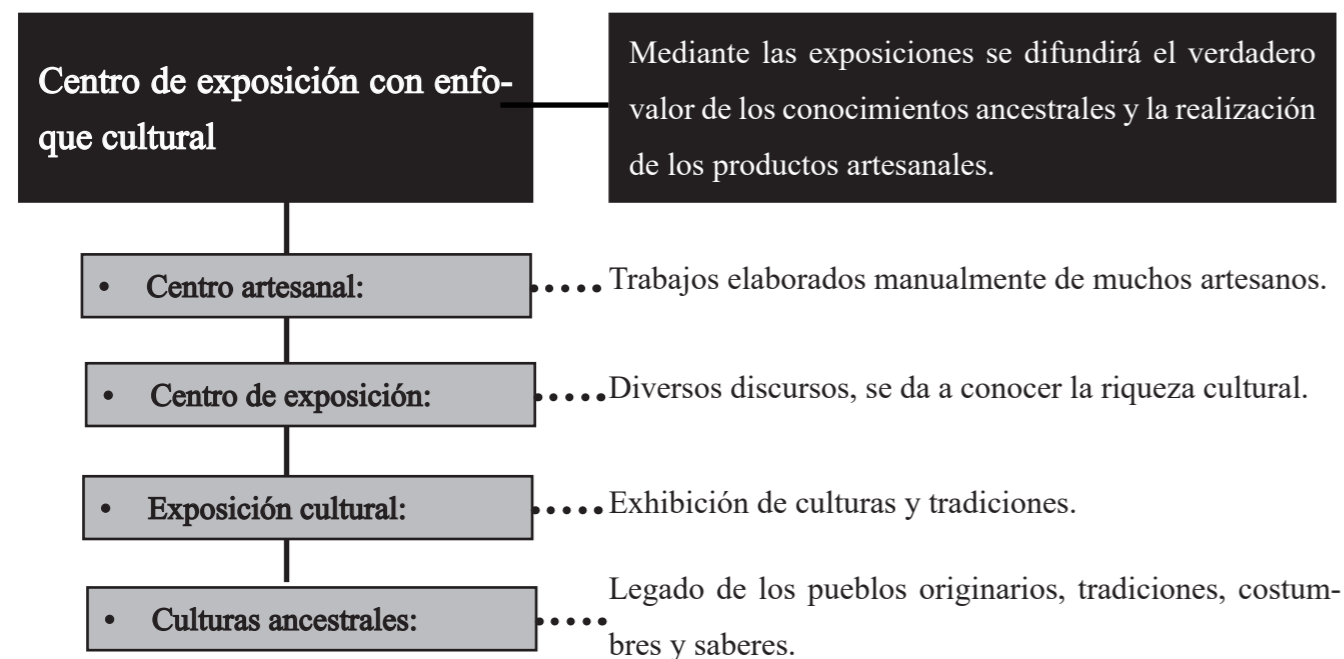 Centro de exposición con enfo-
que cultural
Mediante las exposiciones se difundirá el verdadero
valor de los conocimientos ancestrales y la realización
de los productos artesanales.
• Centro artesanal:
Trabajos elaborados manualmente de muchos artesanos.
• Centro de exposición:
Diversos discursos, se da a conocer la riqueza cultural.
• Exposición cultural:
Exhibición de culturas y tradiciones.
• Culturas ancestrales:
Legado de los pueblos originarios, tradiciones, costum-
bres y saberes.